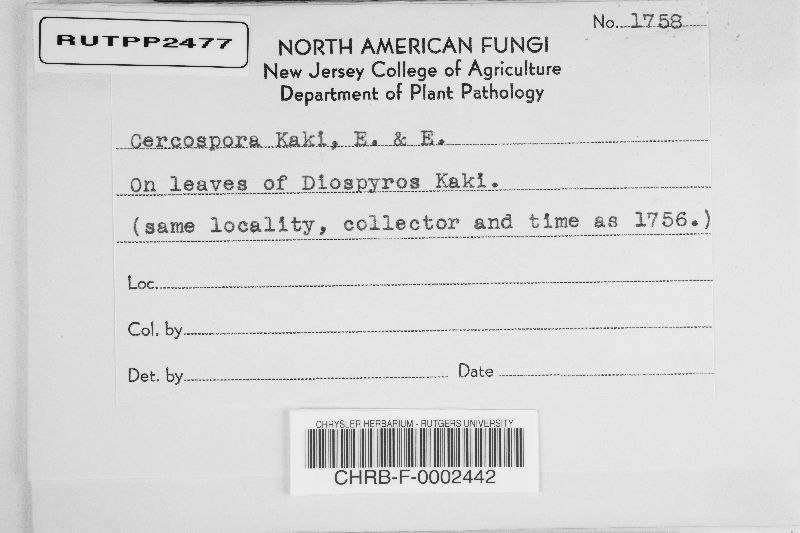 No. 1758
RUTPP2477
NORTH AMERICAN FUNGI
New Jersey College of Agriculture
Department of Plant Pathology
Cercospora Kaki, E. & E.
On leaves of Diospyros Kaki.
(same locality, collector and time as 1756.)
Loc.
Col. by
Det. by Date
CHRYSLER HERBARIUM - RUTGERS UNIVERSITY
CHRB-F-0002442